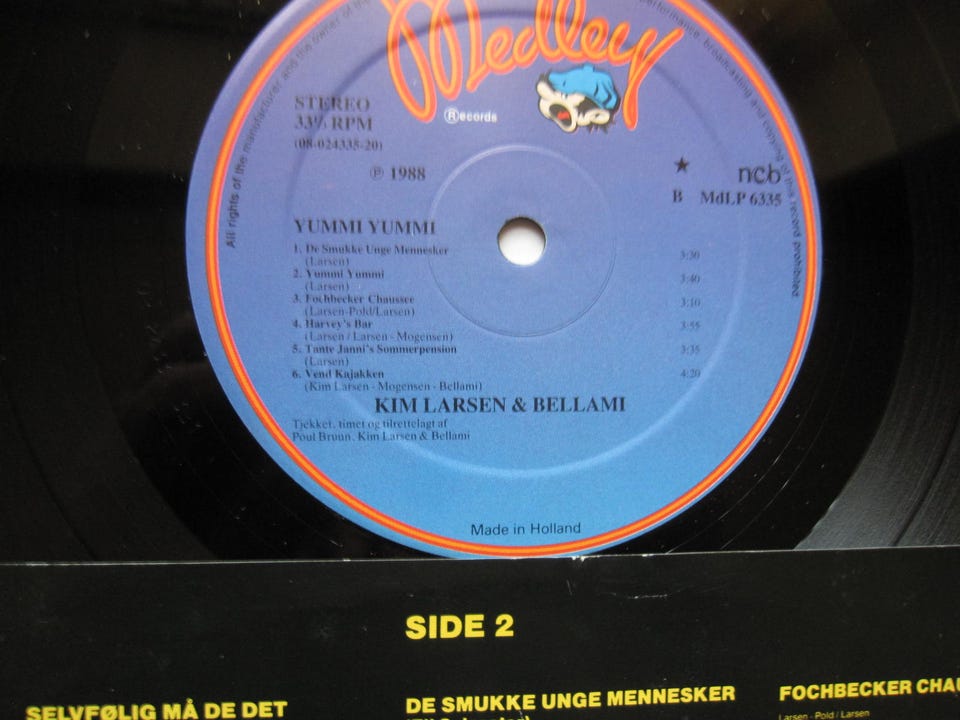 All rights of the manufacturer and the owner of the
performance, broadcasting and copying of this record prohibited
Medley
Records
STEREO
33⅓ RPM
(08-024335-20)
℗ 1988
★
ncb
B MdLP 6335
YUMMI YUMMI
1. De Smukke Unge Mennesker 3:30
(Larsen)
2. Yummi Yummi 3:40
(Larsen)
3. Fochbecker Chaussee 3:10
(Larsen-Pold/Larsen)
4. Harvey's Bar 3:55
(Larsen / Larsen - Mogensen)
5. Tante Janni's Sommerpension 3:35
(Larsen)
6. Vend Kajakken 4:20
(Kim Larsen - Mogensen - Bellami)
KIM LARSEN & BELLAMI
Tjekket, timet og tilrettelagt af
Poul Bruun, Kim Larsen & Bellami
Made in Holland
SIDE 2
SELVFØLIG MÅ DE DET
DE SMUKKE UNGE MENNESKER
FOCHBECKER CHAU
Larsen - Pold / Larsen